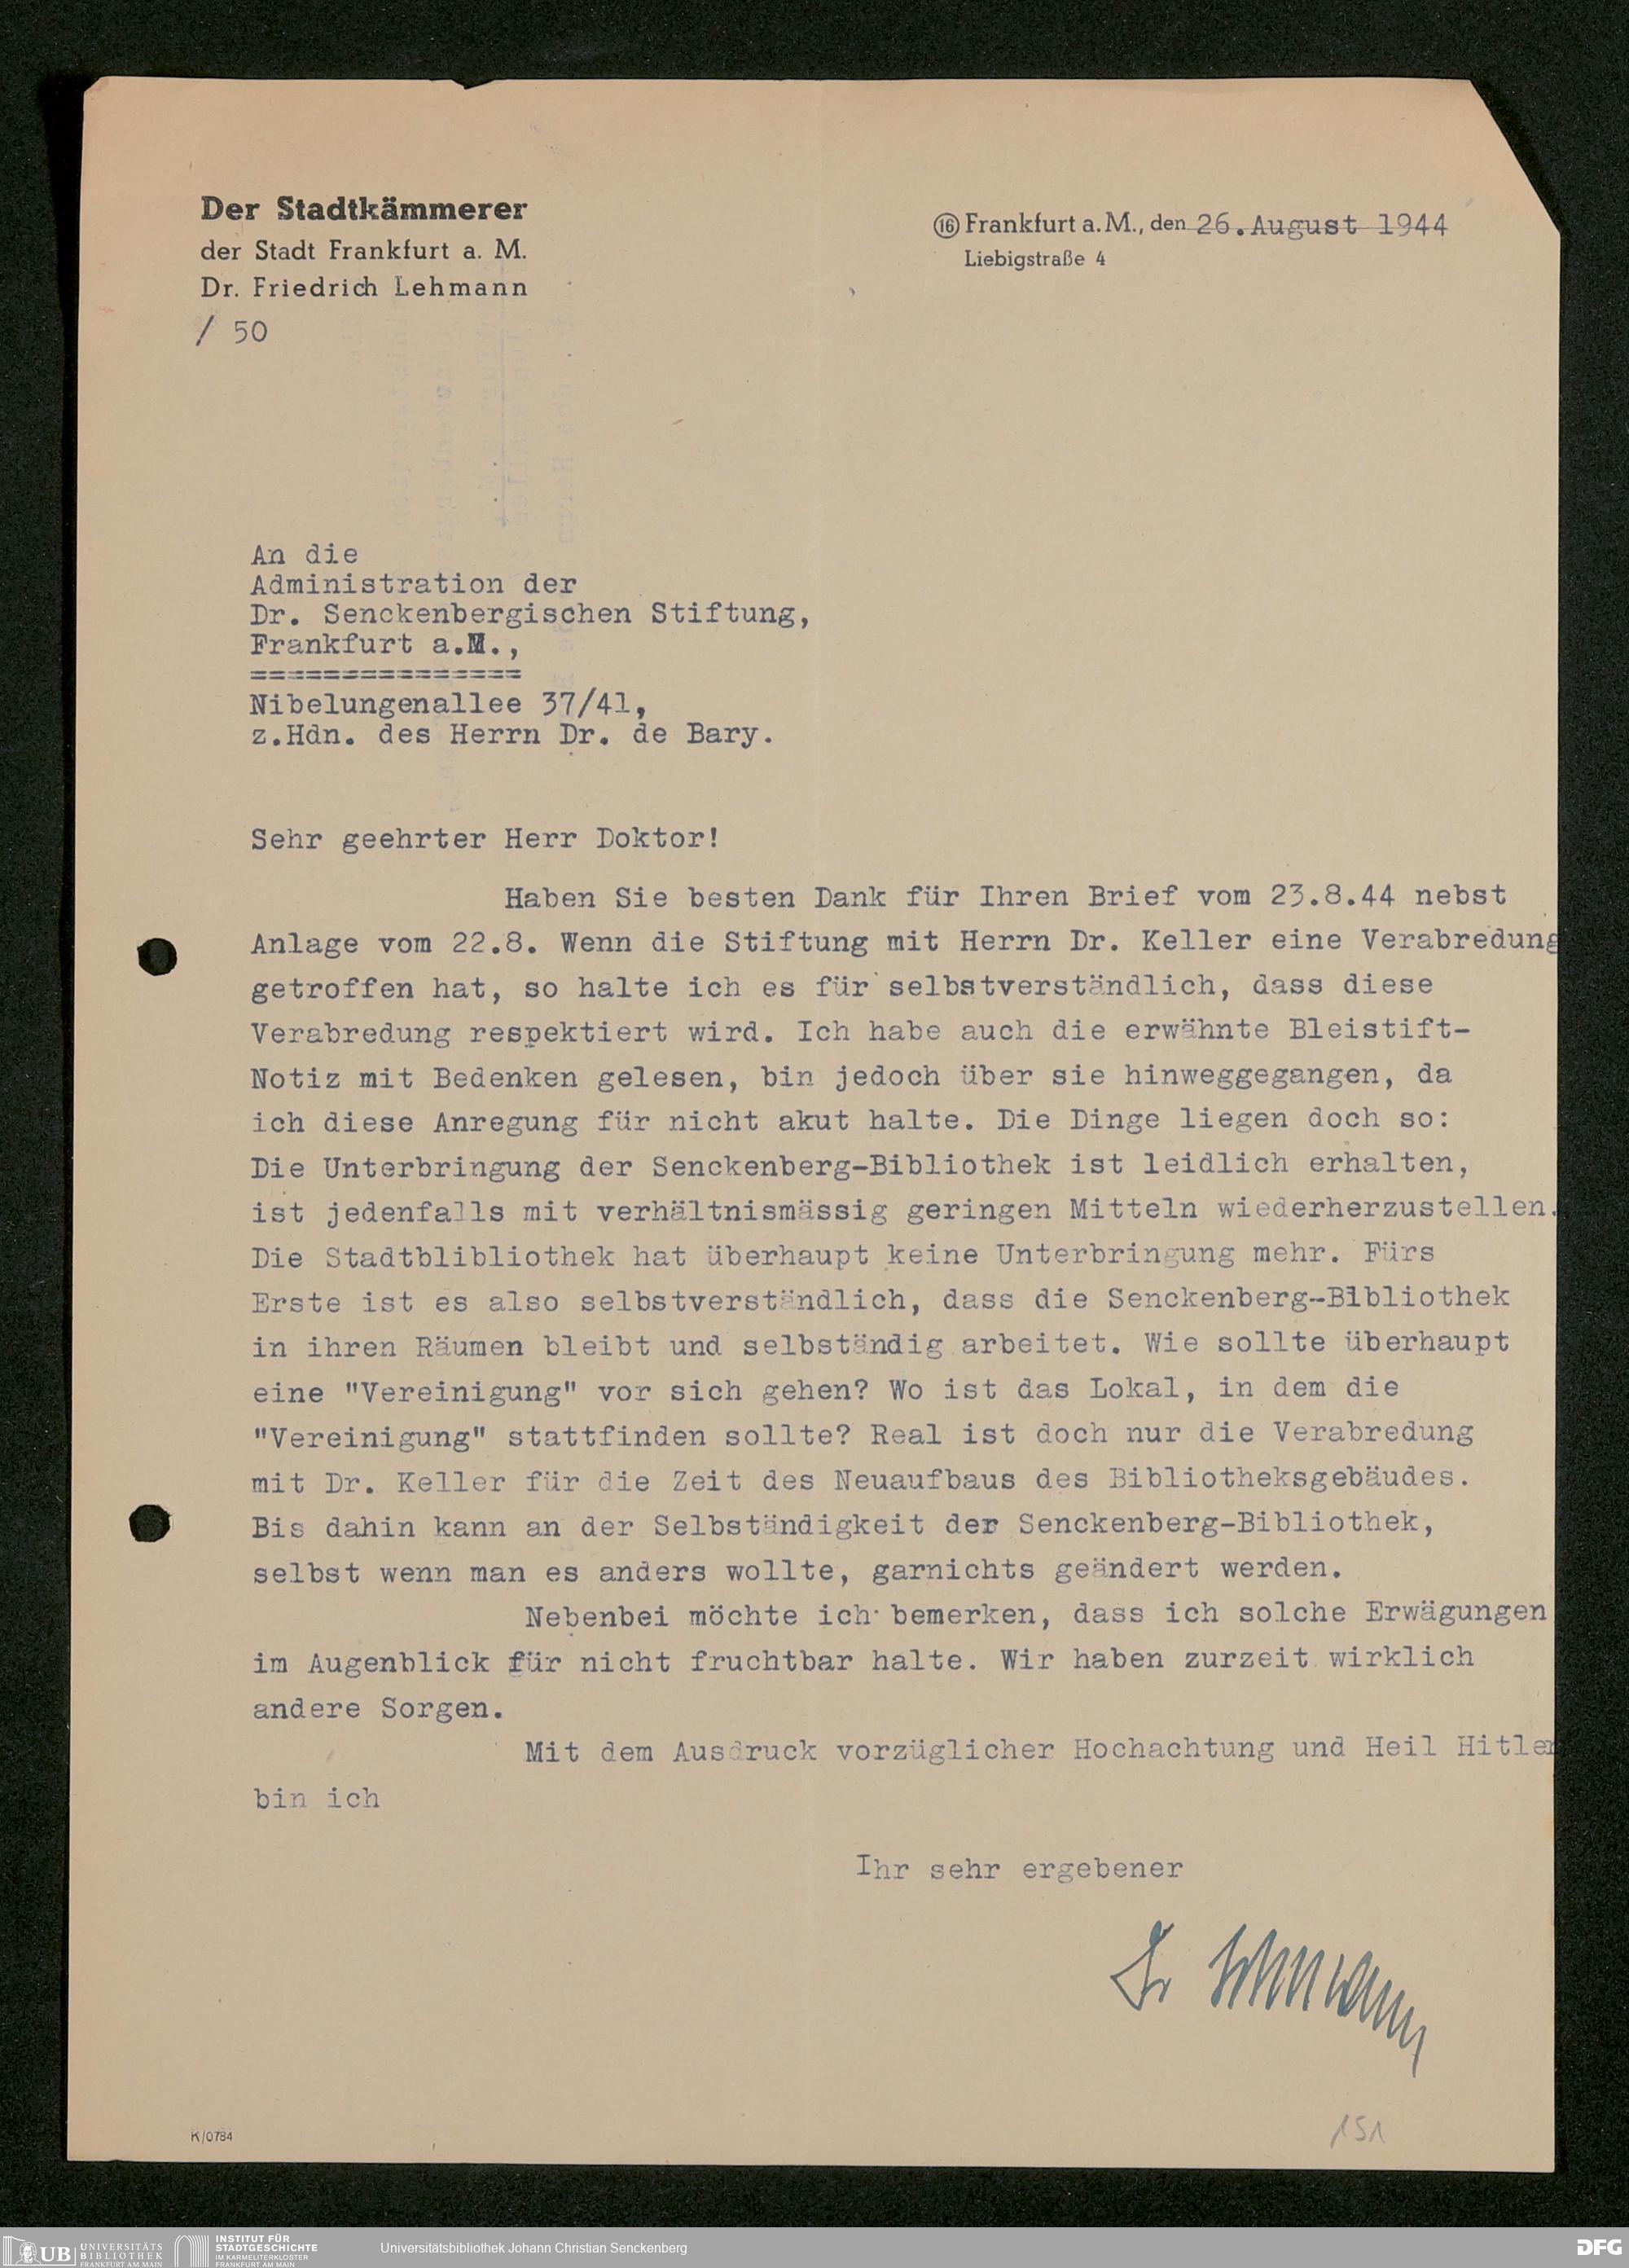 Der Stadtkämmerer
der Stadt Frankfurt a. M.
Dr. Friedrich Lehmann
/ 50
⑯ Frankfurt a. M., den 26. August 1944
Liebigstraße 4
An die
Administration der
Dr. Senckenbergischen Stiftung,
Frankfurt a.M.,
===============
Nibelungenallee 37/41,
z.Hdn. des Herrn Dr. de Bary.
Sehr geehrter Herr Doktor!
Haben Sie besten Dank für Ihren Brief vom 23.8.44 nebst
Anlage vom 22.8. Wenn die Stiftung mit Herrn Dr. Keller eine Verabredung
getroffen hat, so halte ich es für selbstverständlich, dass diese
Verabredung respektiert wird. Ich habe auch die erwähnte Bleistift-
Notiz mit Bedenken gelesen, bin jedoch über sie hinweggegangen, da
ich diese Anregung für nicht akut halte. Die Dinge liegen doch so:
Die Unterbringung der Senckenberg-Bibliothek ist leidlich erhalten,
ist jedenfalls mit verhältnismässig geringen Mitteln wiederherzustellen.
Die Stadtblibliothek hat überhaupt keine Unterbringung mehr. Fürs
Erste ist es also selbstverständlich, dass die Senckenberg-Bibliothek
in ihren Räumen bleibt und selbständig arbeitet. Wie sollte überhaupt
eine "Vereinigung" vor sich gehen? Wo ist das Lokal, in dem die
"Vereinigung" stattfinden sollte? Real ist doch nur die Verabredung
mit Dr. Keller für die Zeit des Neuaufbaus des Bibliotheksgebäudes.
Bis dahin kann an der Selbständigkeit der Senckenberg-Bibliothek,
selbst wenn man es anders wollte, garnichts geändert werden.
Nebenbei möchte ich bemerken, dass ich solche Erwägungen
im Augenblick für nicht fruchtbar halte. Wir haben zurzeit wirklich
andere Sorgen.
Mit dem Ausdruck vorzüglicher Hochachtung und Heil Hitler
bin ich
Ihr sehr ergebener
Dr Lehmann
K/0784
151
UB UNIVERSITÄTS
BIBLIOTHEK
FRANKFURT AM MAIN
INSTITUT FÜR
STADTGESCHICHTE
IM KARMELITERKLOSTER
FRANKFURT AM MAIN
Universitätsbibliothek Johann Christian Senckenberg
DFG